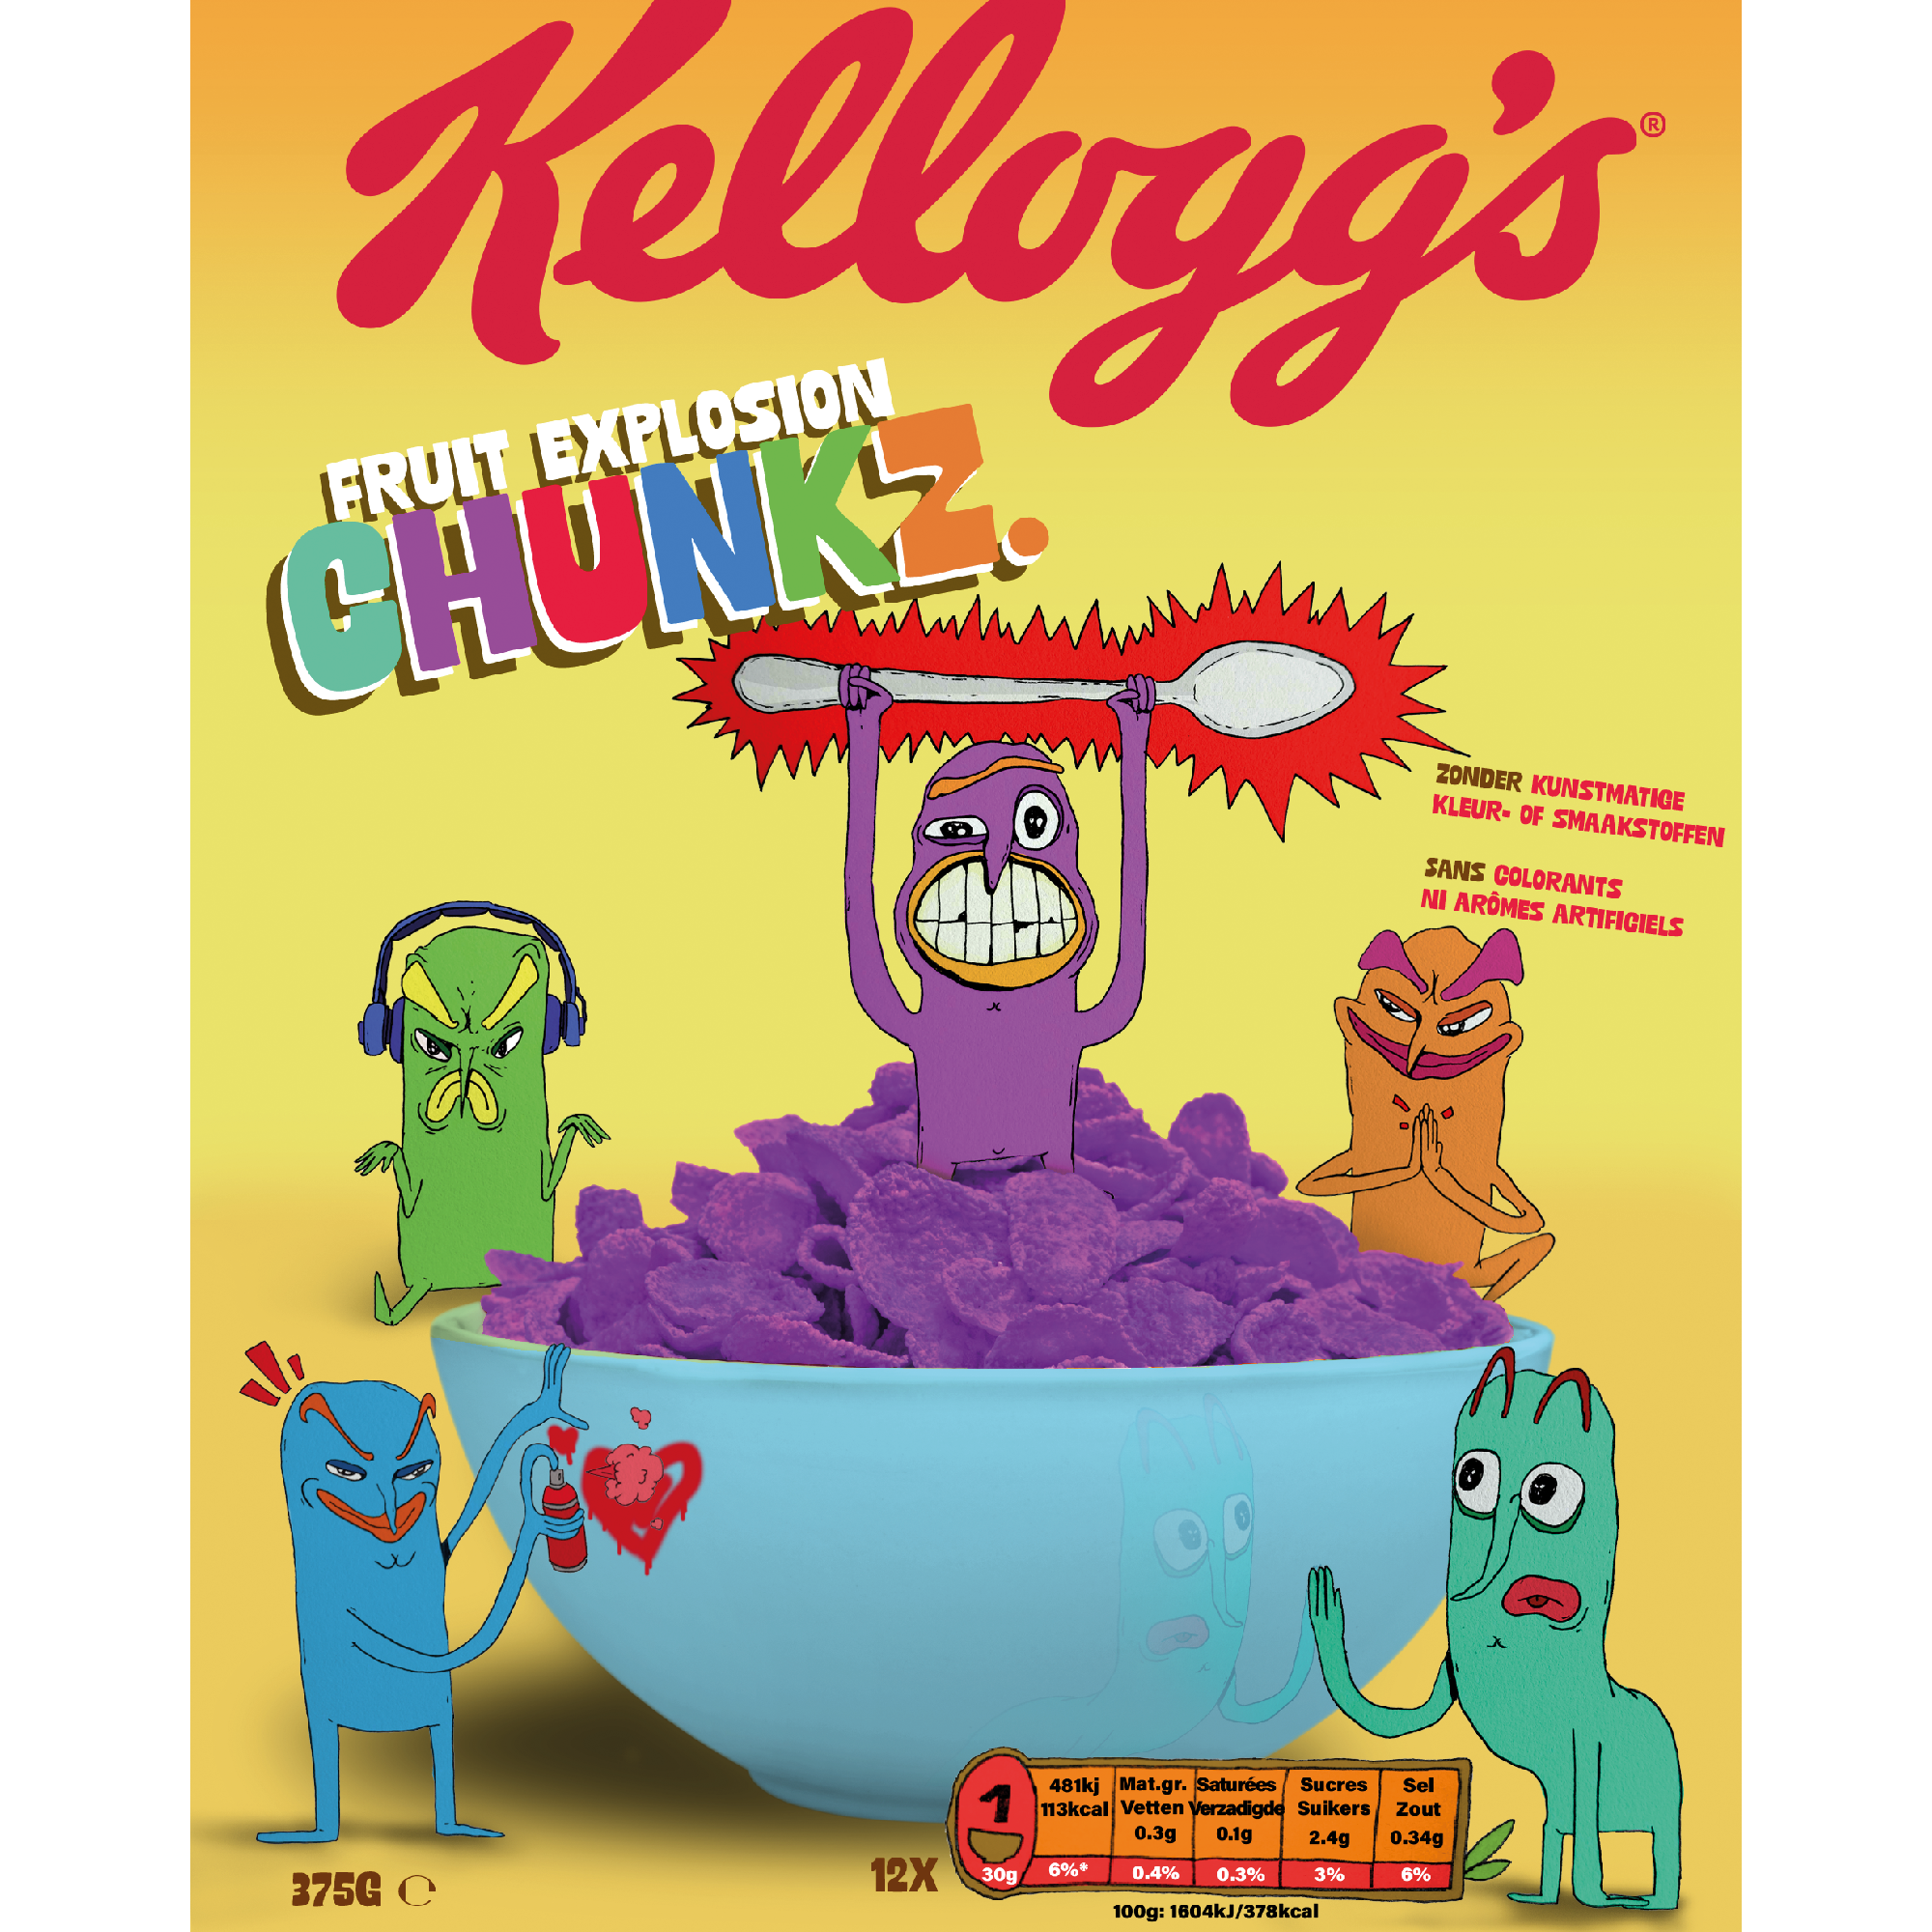 Kellogg's®
FRUIT EXPLOSION
CHUNKZ.
ZONDER KUNSTMATIGE
KLEUR- OF SMAAKSTOFFEN
SANS COLORANTS
NI ARÔMES ARTIFICIELS
375G e
12X
1
30g
481kj
113kcal
6%*
Mat.gr.
Vetten
0.3g
0.4%
Saturées
Verzadigde
0.1g
0.3%
Sucres
Suikers
2.4g
3%
Sel
Zout
0.34g
6%
100g: 1604kJ/378kcal